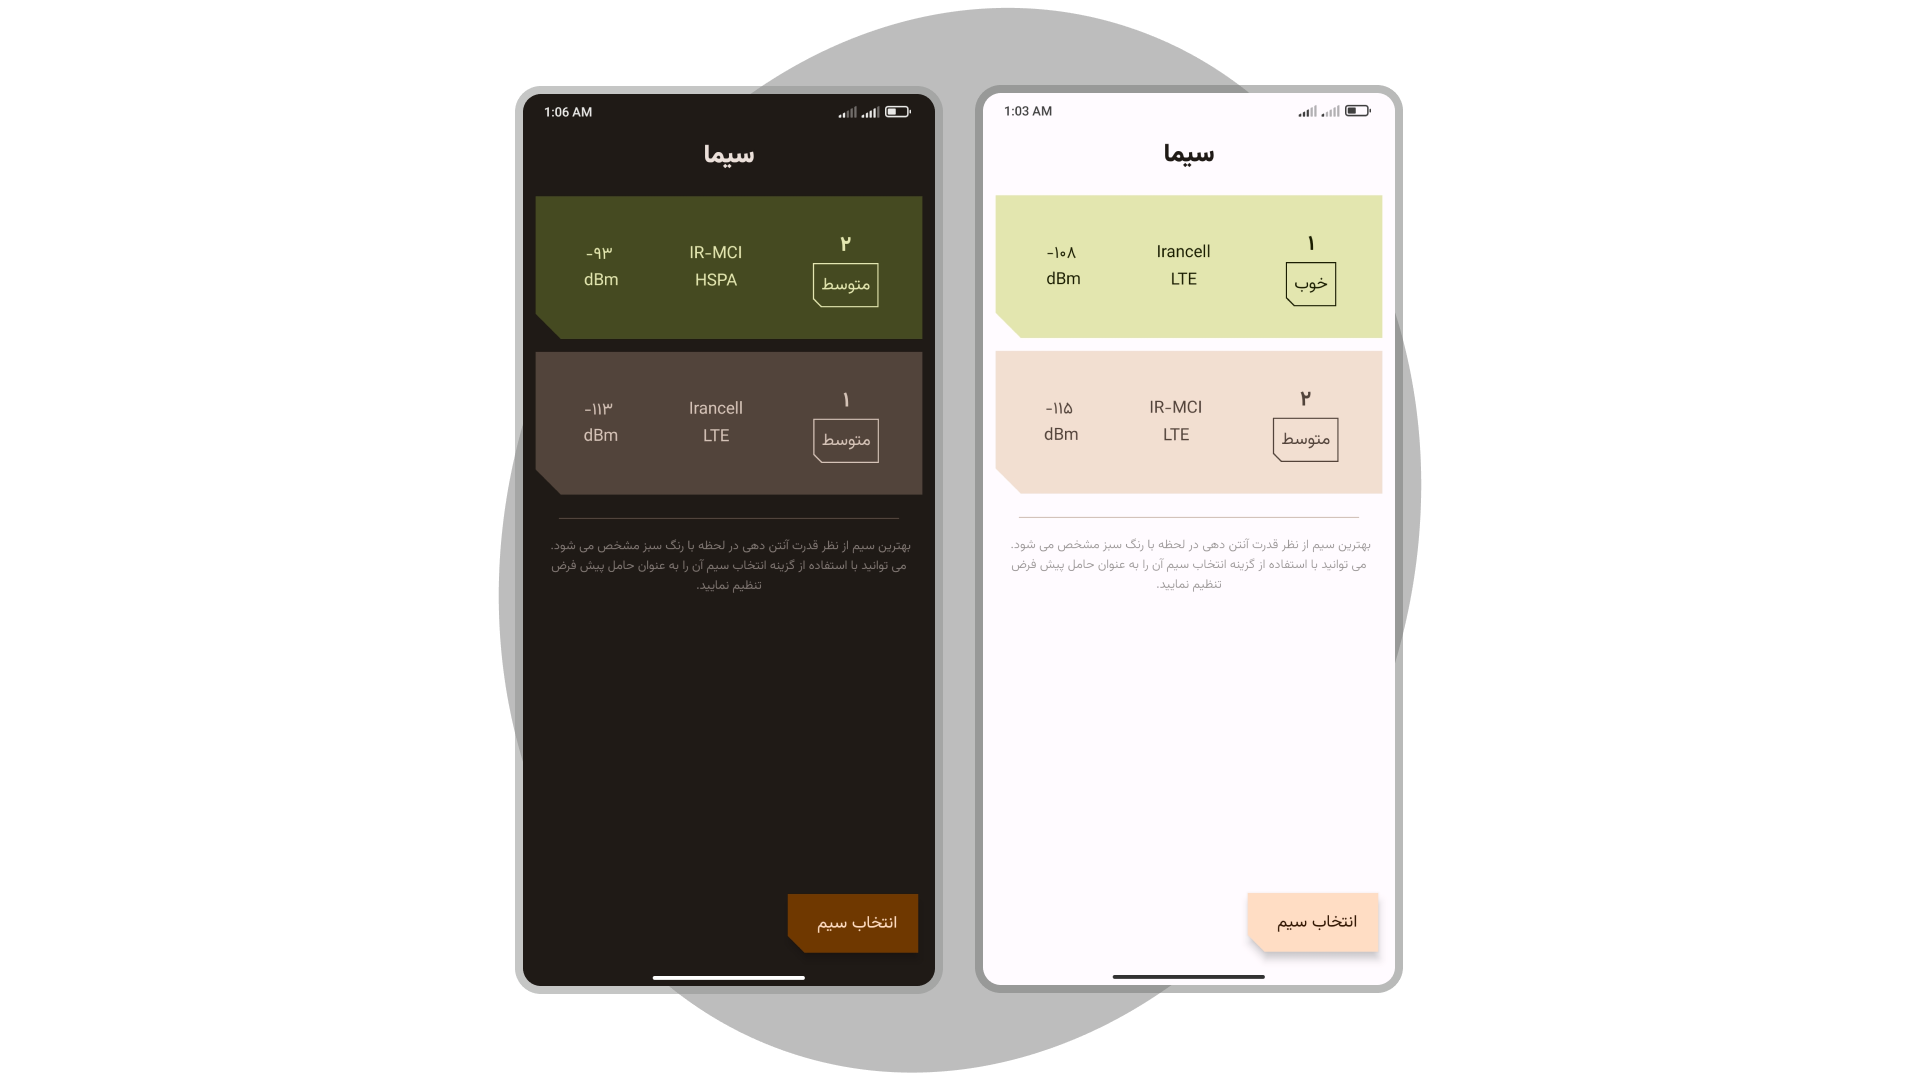 1:06 AM
سیما
۲
متوسط
IR-MCI
HSPA
-۹۳
dBm
۱
متوسط
Irancell
LTE
-۱۱۳
dBm
بهترین سیم از نظر قدرت آنتن دهی در لحظه با رنگ سبز مشخص می شود.
می توانید با استفاده از گزینه انتخاب سیم آن را به عنوان حامل پیش فرض
تنظیم نمایید.
انتخاب سیم
1:03 AM
سیما
۱
خوب
Irancell
LTE
-۱۰۸
dBm
۲
متوسط
IR-MCI
LTE
-۱۱۵
dBm
بهترین سیم از نظر قدرت آنتن دهی در لحظه با رنگ سبز مشخص می شود.
می توانید با استفاده از گزینه انتخاب سیم آن را به عنوان حامل پیش فرض
تنظیم نمایید.
انتخاب سیم